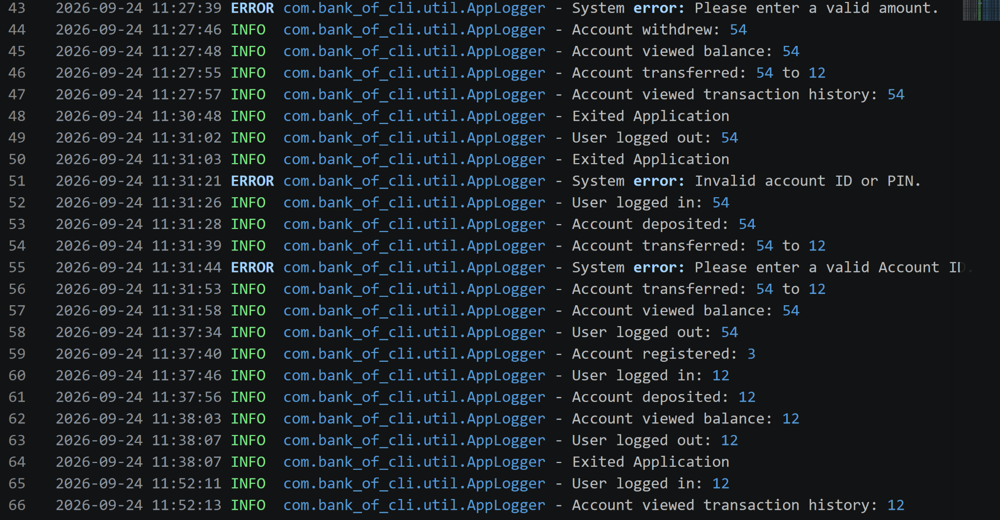 43 2026-09-24 11:27:39 ERROR com.bank_of_cli.util.AppLogger - System error: Please enter a valid amount.
44 2026-09-24 11:27:46 INFO com.bank_of_cli.util.AppLogger - Account withdrew: 54
45 2026-09-24 11:27:48 INFO com.bank_of_cli.util.AppLogger - Account viewed balance: 54
46 2026-09-24 11:27:55 INFO com.bank_of_cli.util.AppLogger - Account transferred: 54 to 12
47 2026-09-24 11:27:57 INFO com.bank_of_cli.util.AppLogger - Account viewed transaction history: 54
48 2026-09-24 11:30:48 INFO com.bank_of_cli.util.AppLogger - Exited Application
49 2026-09-24 11:31:02 INFO com.bank_of_cli.util.AppLogger - User logged out: 54
50 2026-09-24 11:31:03 INFO com.bank_of_cli.util.AppLogger - Exited Application
51 2026-09-24 11:31:21 ERROR com.bank_of_cli.util.AppLogger - System error: Invalid account ID or PIN.
52 2026-09-24 11:31:26 INFO com.bank_of_cli.util.AppLogger - User logged in: 54
53 2026-09-24 11:31:28 INFO com.bank_of_cli.util.AppLogger - Account deposited: 54
54 2026-09-24 11:31:39 INFO com.bank_of_cli.util.AppLogger - Account transferred: 54 to 12
55 2026-09-24 11:31:44 ERROR com.bank_of_cli.util.AppLogger - System error: Please enter a valid Account ID.
56 2026-09-24 11:31:53 INFO com.bank_of_cli.util.AppLogger - Account transferred: 54 to 12
57 2026-09-24 11:31:58 INFO com.bank_of_cli.util.AppLogger - Account viewed balance: 54
58 2026-09-24 11:37:34 INFO com.bank_of_cli.util.AppLogger - User logged out: 54
59 2026-09-24 11:37:40 INFO com.bank_of_cli.util.AppLogger - Account registered: 3
60 2026-09-24 11:37:46 INFO com.bank_of_cli.util.AppLogger - User logged in: 12
61 2026-09-24 11:37:56 INFO com.bank_of_cli.util.AppLogger - Account deposited: 12
62 2026-09-24 11:38:03 INFO com.bank_of_cli.util.AppLogger - Account viewed balance: 12
63 2026-09-24 11:38:07 INFO com.bank_of_cli.util.AppLogger - User logged out: 12
64 2026-09-24 11:38:07 INFO com.bank_of_cli.util.AppLogger - Exited Application
65 2026-09-24 11:52:11 INFO com.bank_of_cli.util.AppLogger - User logged in: 12
66 2026-09-24 11:52:13 INFO com.bank_of_cli.util.AppLogger - Account viewed transaction history: 12